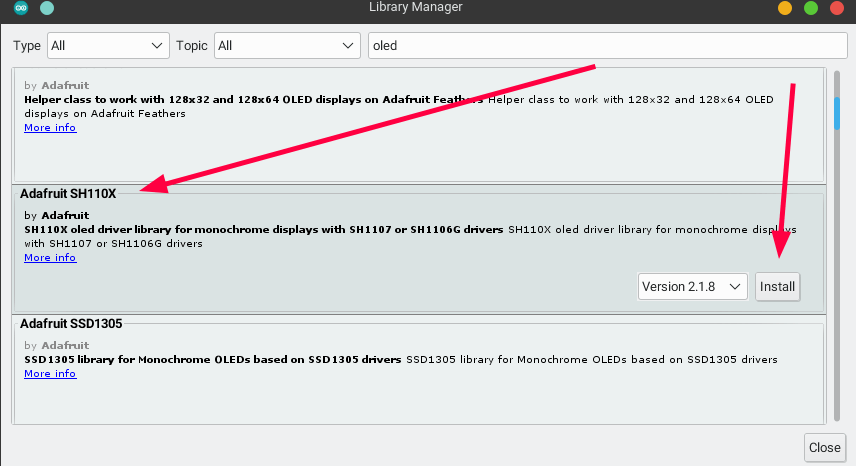 Library Manager
Type All Topic All oled
by Adafruit
Helper class to work with 128x32 and 128x64 OLED displays on Adafruit Feathers Helper class to work with 128x32 and 128x64 OLED
displays on Adafruit Feathers
More info
Adafruit SH110X
by Adafruit
SH110X oled driver library for monochrome displays with SH1107 or SH1106G drivers SH110X oled driver library for monochrome displays
with SH1107 or SH1106G drivers
More info
Version 2.1.8 Install
Adafruit SSD1305
by Adafruit
SSD1305 library for Monochrome OLEDs based on SSD1305 drivers SSD1305 library for Monochrome OLEDs based on SSD1305 drivers
More info
Close